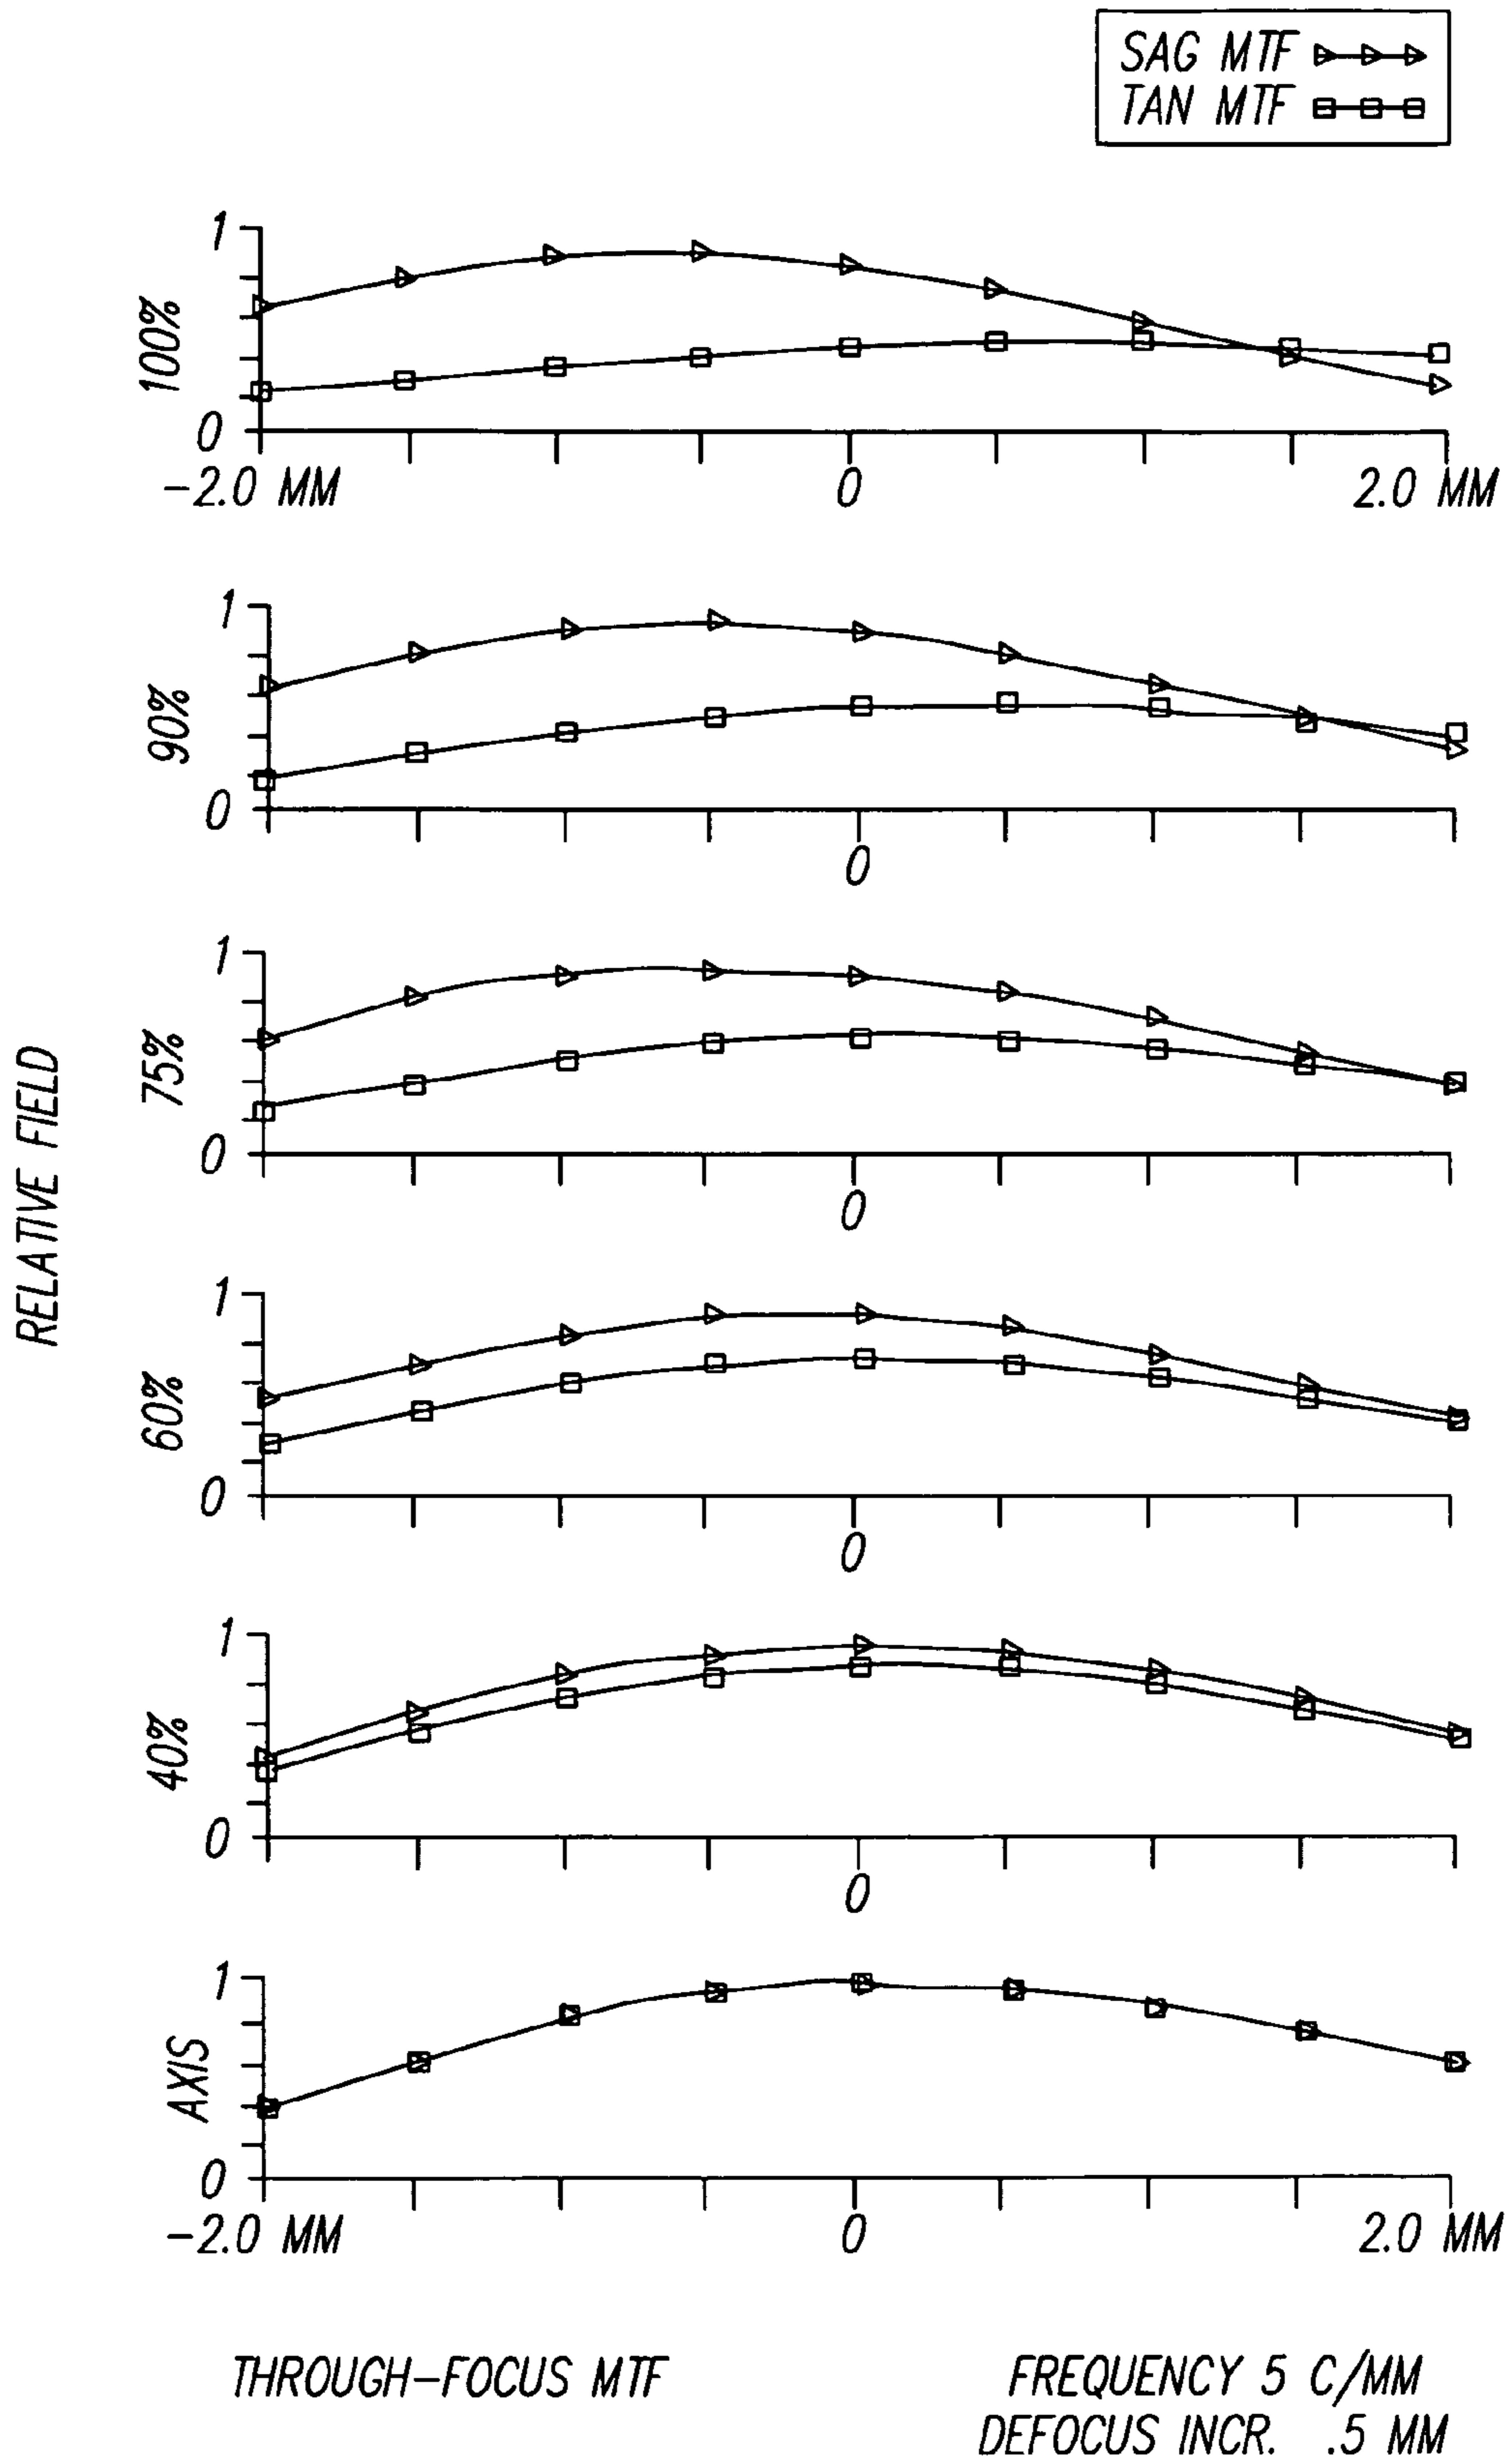 SAG MTF
TAN MTF
1
100%
0
-2.0 MM 0 2.0 MM
1
90%
0
0
1
75%
0
0
RELATIVE FIELD
1
60%
0
0
1
40%
0
0
1
AXIS
0
-2.0 MM 0 2.0 MM
THROUGH-FOCUS MTF
FREQUENCY 5 C/MM
DEFOCUS INCR. .5 MM